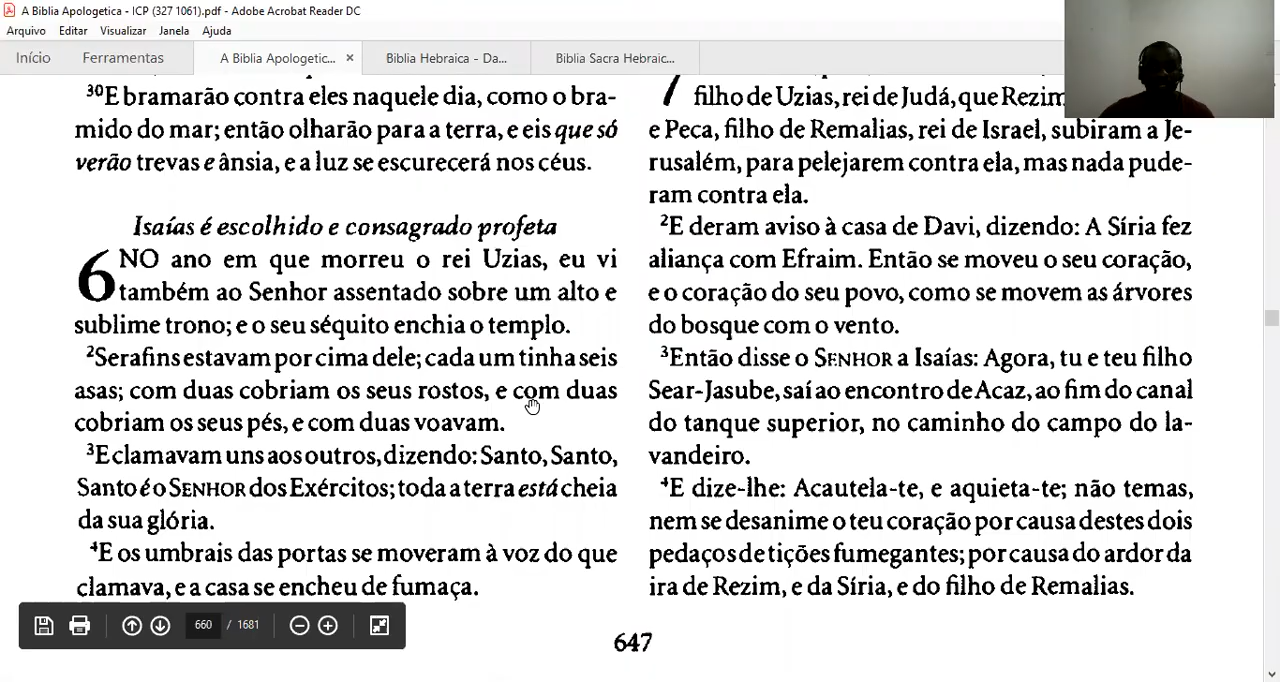 A Biblia Apologetica - ICP (327 1061).pdf - Adobe Acrobat Reader DC
Arquivo Editar Visualizar Janela Ajuda
Início Ferramentas A Biblia Apologetic... × Biblia Hebraica - Da... Biblia Sacra Hebraic...
30E bramarão contra eles naquele dia, como o bra-
mido do mar; então olharão para a terra, e eis que só
verão trevas e ânsia, e a luz se escurecerá nos céus.
Isaías é escolhido e consagrado profeta
6 NO ano em que morreu o rei Uzias, eu vi
também ao Senhor assentado sobre um alto e
sublime trono; e o seu séquito enchia o templo.
2Serafins estavam por cima dele; cada um tinha seis
asas; com duas cobriam os seus rostos, e com duas
cobriam os seus pés, e com duas voavam.
3E clamavam uns aos outros, dizendo: Santo, Santo,
Santo é o SENHOR dos Exércitos; toda a terra está cheia
da sua glória.
4E os umbrais das portas se moveram à voz do que
clamava, e a casa se encheu de fumaça.
7
filho de Uzias, rei de Judá, que Rezim
e Peca, filho de Remalias, rei de Israel, subiram a Je-
rusalém, para pelejarem contra ela, mas nada pude-
ram contra ela.
2E deram aviso à casa de Davi, dizendo: A Síria fez
aliança com Efraim. Então se moveu o seu coração,
e o coração do seu povo, como se movem as árvores
do bosque com o vento.
3Então disse o SENHOR a Isaías: Agora, tu e teu filho
Sear-Jasube, saí ao encontro de Acaz, ao fim do canal
do tanque superior, no caminho do campo do la-
vandeiro.
4E dize-lhe: Acautela-te, e aquieta-te; não temas,
nem se desanime o teu coração por causa destes dois
pedaços de tições fumegantes; por causa do ardor da
ira de Rezim, e da Síria, e do filho de Remalias.
660 / 1681
647